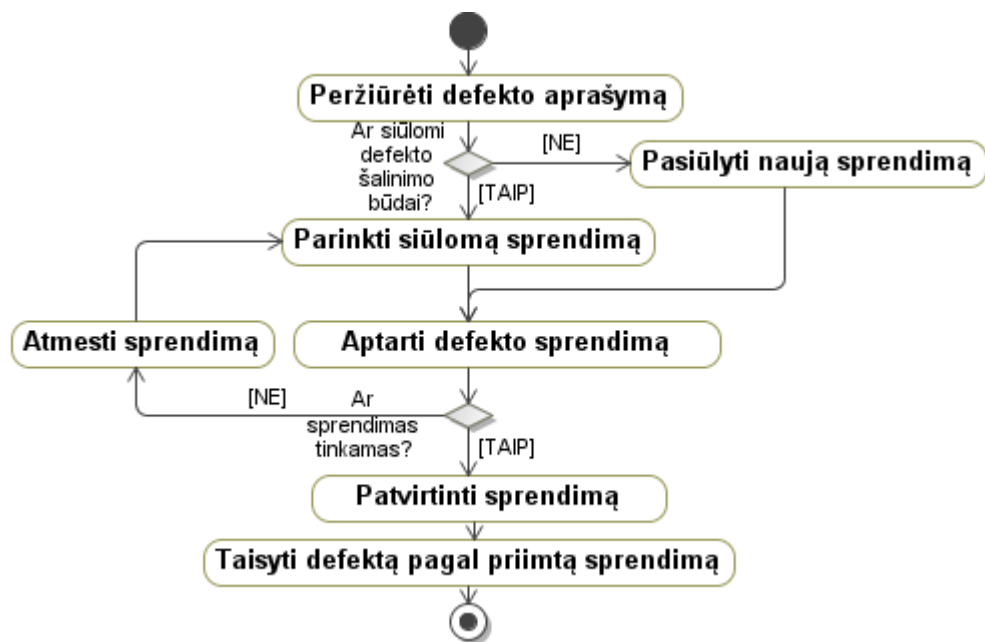 Peržiūrėti defekto aprašymą
Ar siūlomi
defekto
šalinimo
būdai?
[NE]
Pasiūlyti naują sprendimą
[TAIP]
Parinkti siūlomą sprendimą
Atmesti sprendimą
Aptarti defekto sprendimą
[NE]
Ar
sprendimas
tinkamas?
[TAIP]
Patvirtinti sprendimą
Taisyti defektą pagal priimtą sprendimą